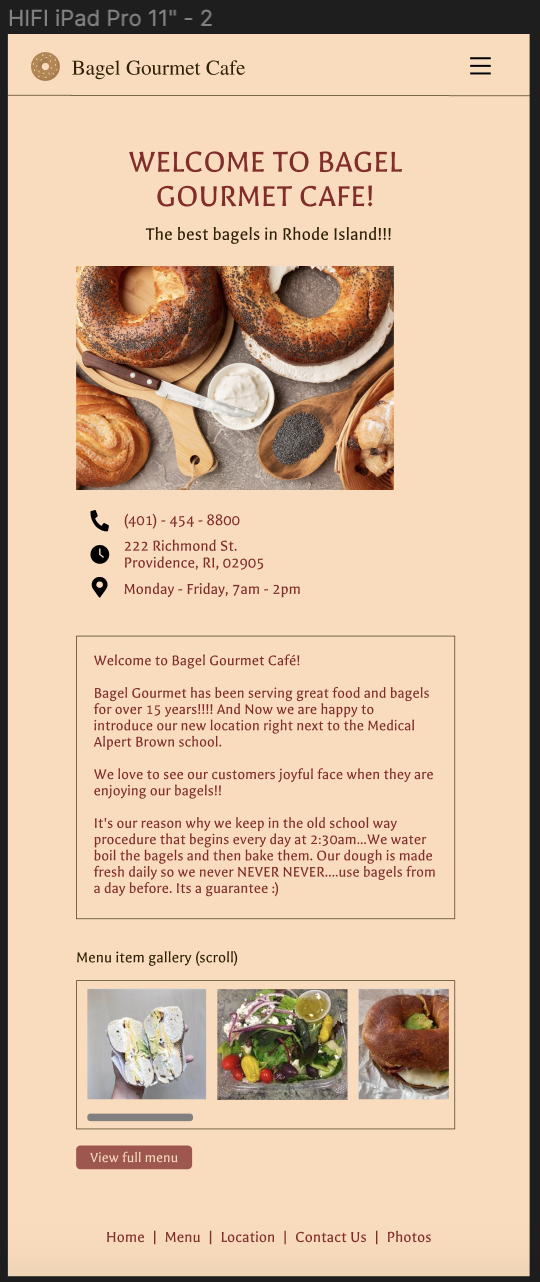 HIFI iPad Pro 11" - 2
Bagel Gourmet Cafe
WELCOME TO BAGEL
GOURMET CAFE!
The best bagels in Rhode Island!!!
(401) - 454 - 8800
222 Richmond St.
Providence, RI, 02905
Monday - Friday, 7am - 2pm
Welcome to Bagel Gourmet Café!
Bagel Gourmet has been serving great food and bagels
for over 15 years!!!! And Now we are happy to
introduce our new location right next to the Medical
Alpert Brown school.
We love to see our customers joyful face when they are
enjoying our bagels!!
It's our reason why we keep in the old school way
procedure that begins every day at 2:30am...We water
boil the bagels and then bake them. Our dough is made
fresh daily so we never NEVER NEVER....use bagels from
a day before. Its a guarantee :)
Menu item gallery (scroll)
View full menu
Home | Menu | Location | Contact Us | Photos